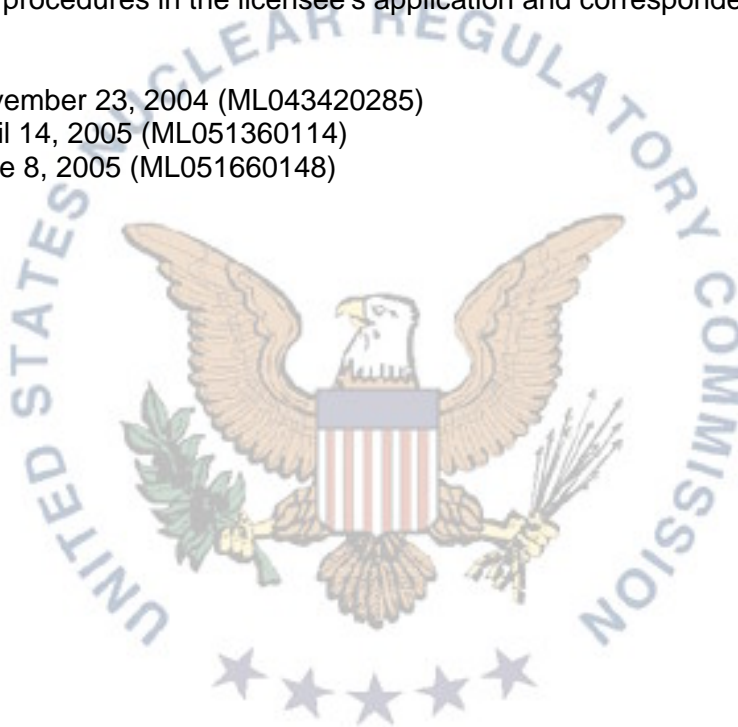 procedures in the licensee's application and corresponde
vember 23, 2004 (ML043420285)
il 14, 2005 (ML051360114)
e 8, 2005 (ML051660148)
UNITED STATES NUCLEAR REGULATORY COMMISSION